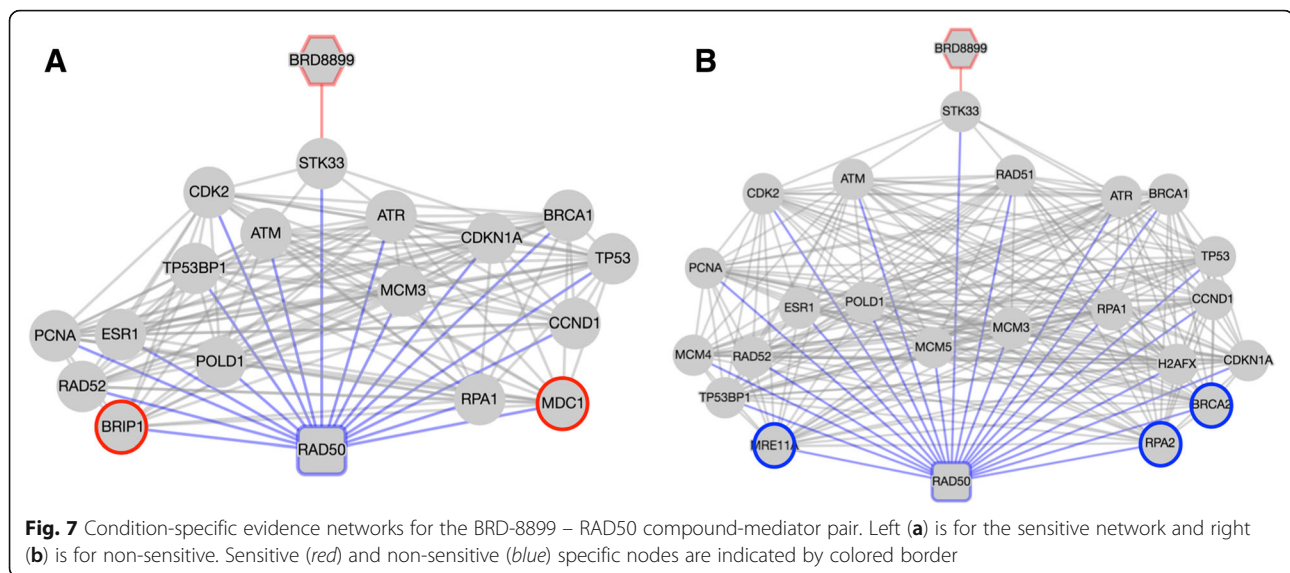 A
BRD8899
STK33
CDK2
ATR
BRCA1
ATM
CDKN1A
TP53BP1
TP53
MCM3
PCNA
ESR1
CCND1
POLD1
RAD52
RPA1
MDC1
BRIP1
RAD50
B
BRD8899
STK33
CDK2
ATM
RAD51
ATR
BRCA1
PCNA
TP53
ESR1
POLD1
RPA1
CCND1
MCM4
RAD52
MCM5
MCM3
H2AFX
CDKN1A
TP53BP1
BRCA2
MRE11A
RPA2
RAD50
Fig. 7 Condition-specific evidence networks for the BRD-8899 – RAD50 compound-mediator pair. Left (a) is for the sensitive network and right
(b) is for non-sensitive. Sensitive (red) and non-sensitive (blue) specific nodes are indicated by colored border